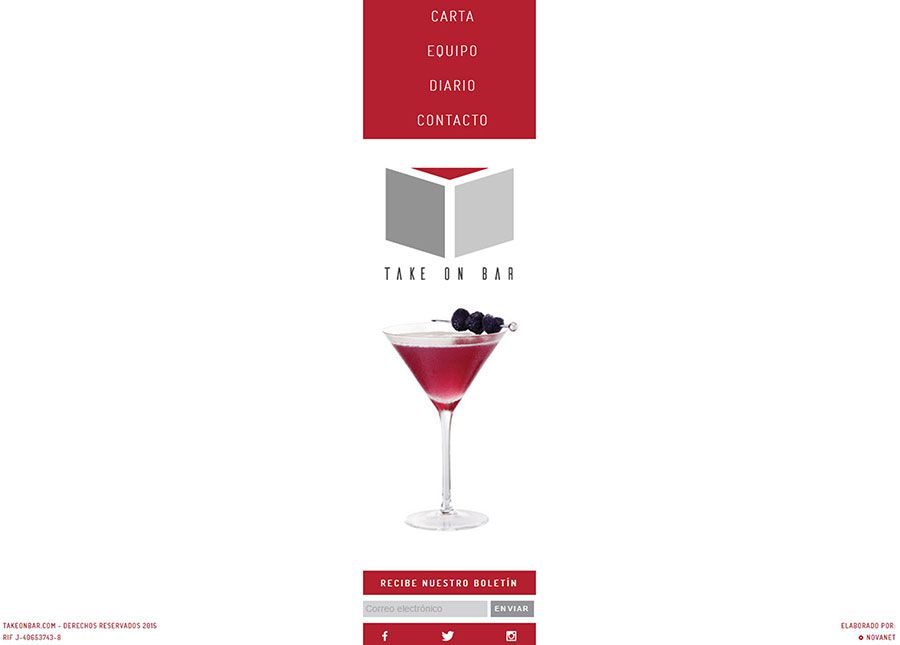 CARTA
EQUIPO
DIARIO
CONTACTO
TAKE ON BAR
RECIBE NUESTRO BOLETÍN
Correo electrónico
ENVIAR
TAKEONBAR.COM - DERECHOS RESERVADOS 2015
RIF J-40653743-8
ELABORADO POR:
NOVANET